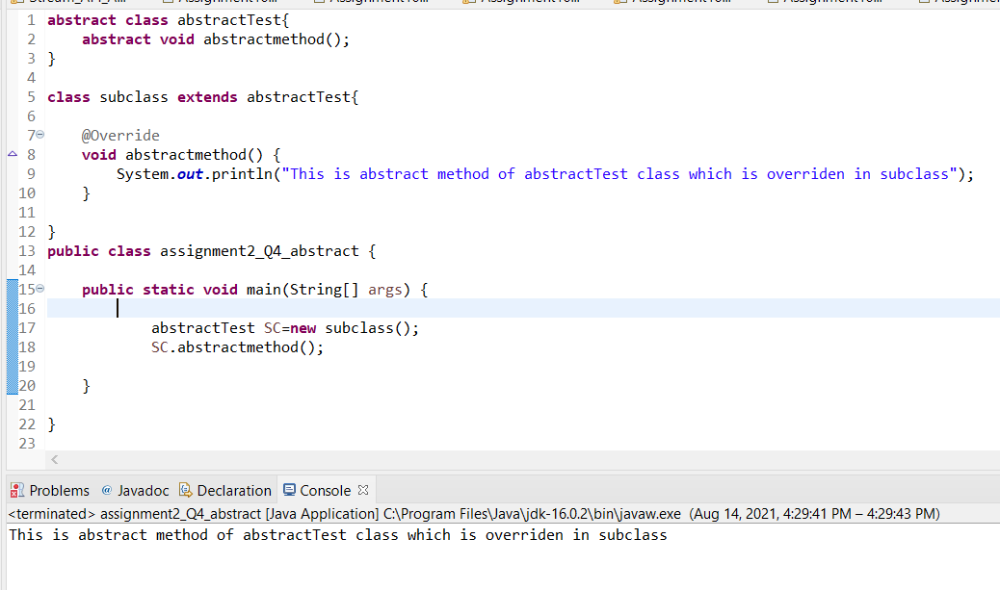 1 abstract class abstractTest{
2     abstract void abstractmethod();
3 }
4
5 class subclass extends abstractTest{
6
7     @Override
8     void abstractmethod() {
9         System.out.println("This is abstract method of abstractTest class which is overriden in subclass");
10     }
11
12 }
13 public class assignment2_Q4_abstract {
14
15     public static void main(String[] args) {
16
17             abstractTest SC=new subclass();
18             SC.abstractmethod();
19
20     }
21
22 }
23
Problems @ Javadoc Declaration Console
<terminated> assignment2_Q4_abstract [Java Application] C:\Program Files\Java\jdk-16.0.2\bin\javaw.exe (Aug 14, 2021, 4:29:41 PM – 4:29:43 PM)
This is abstract method of abstractTest class which is overriden in subclass